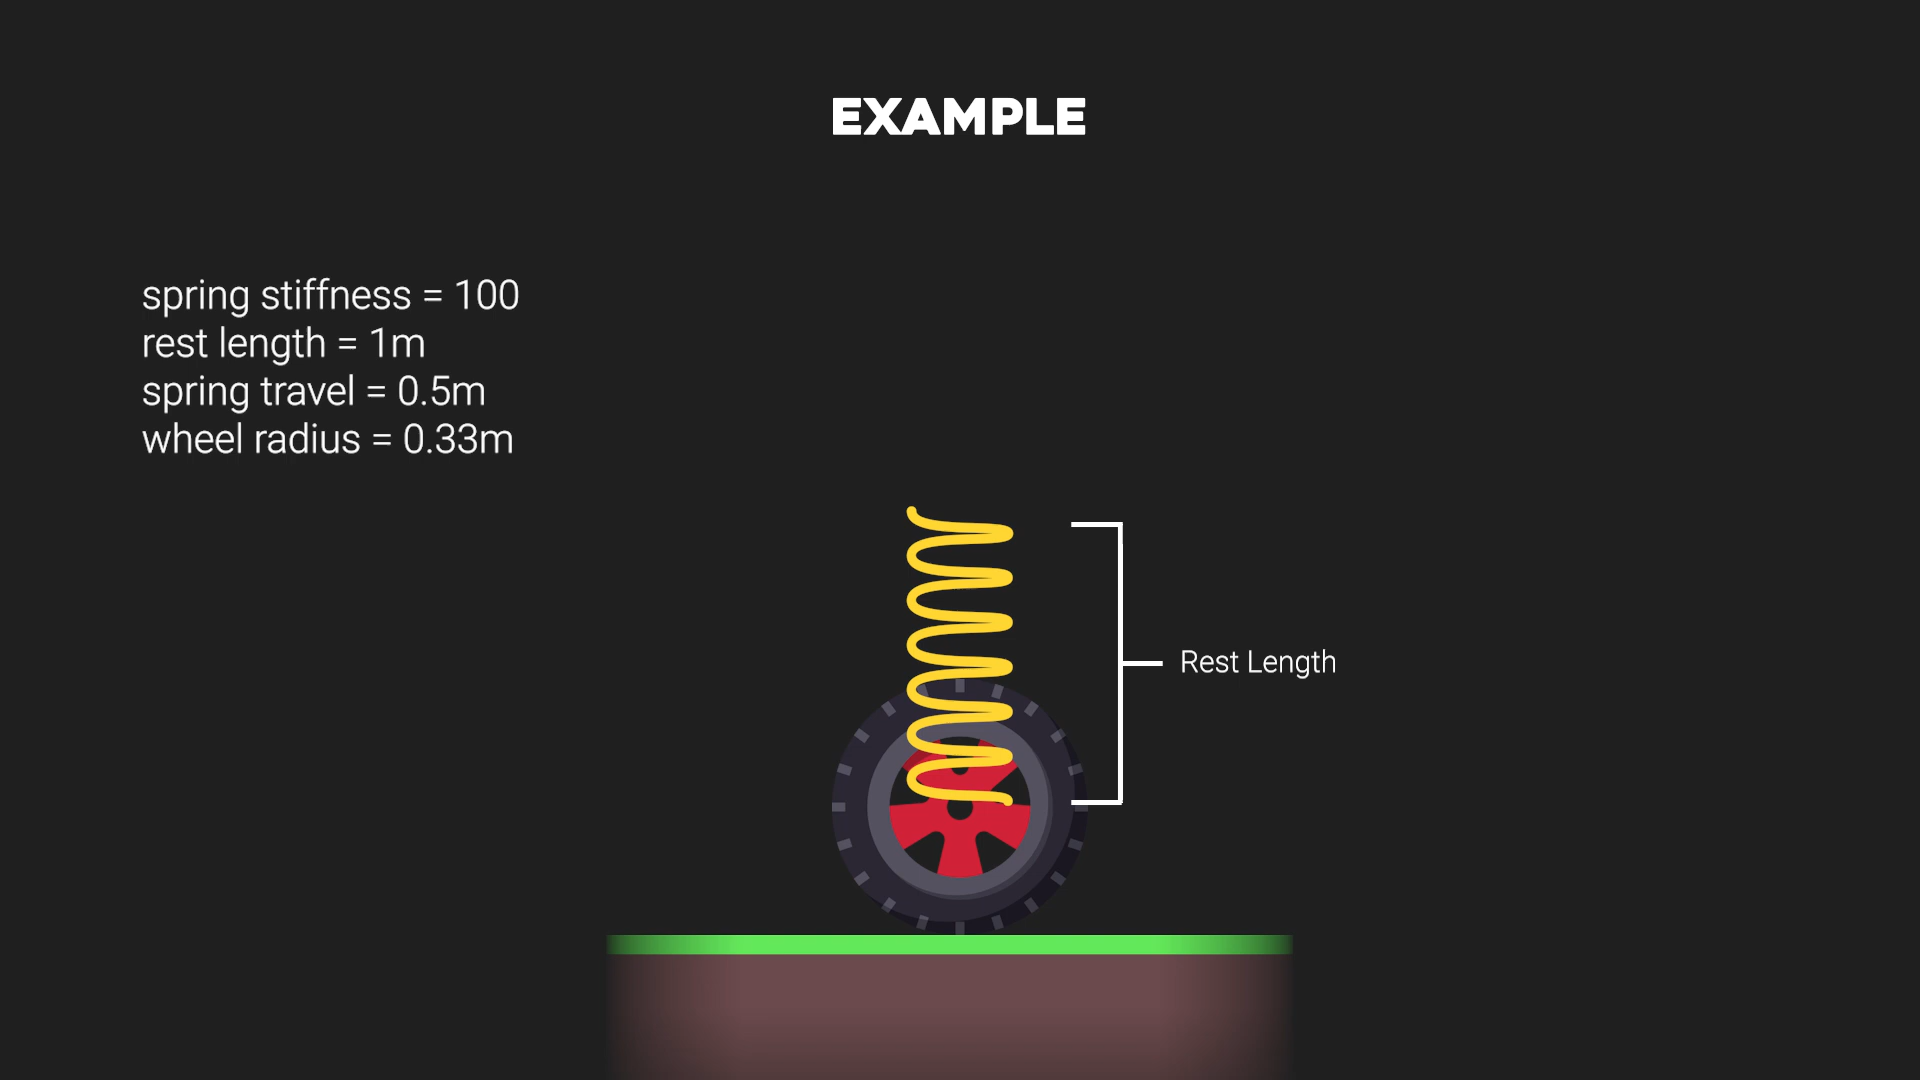 EXAMPLE
spring stiffness = 100
rest length = 1m
spring travel = 0.5m
wheel radius = 0.33m
Rest Length